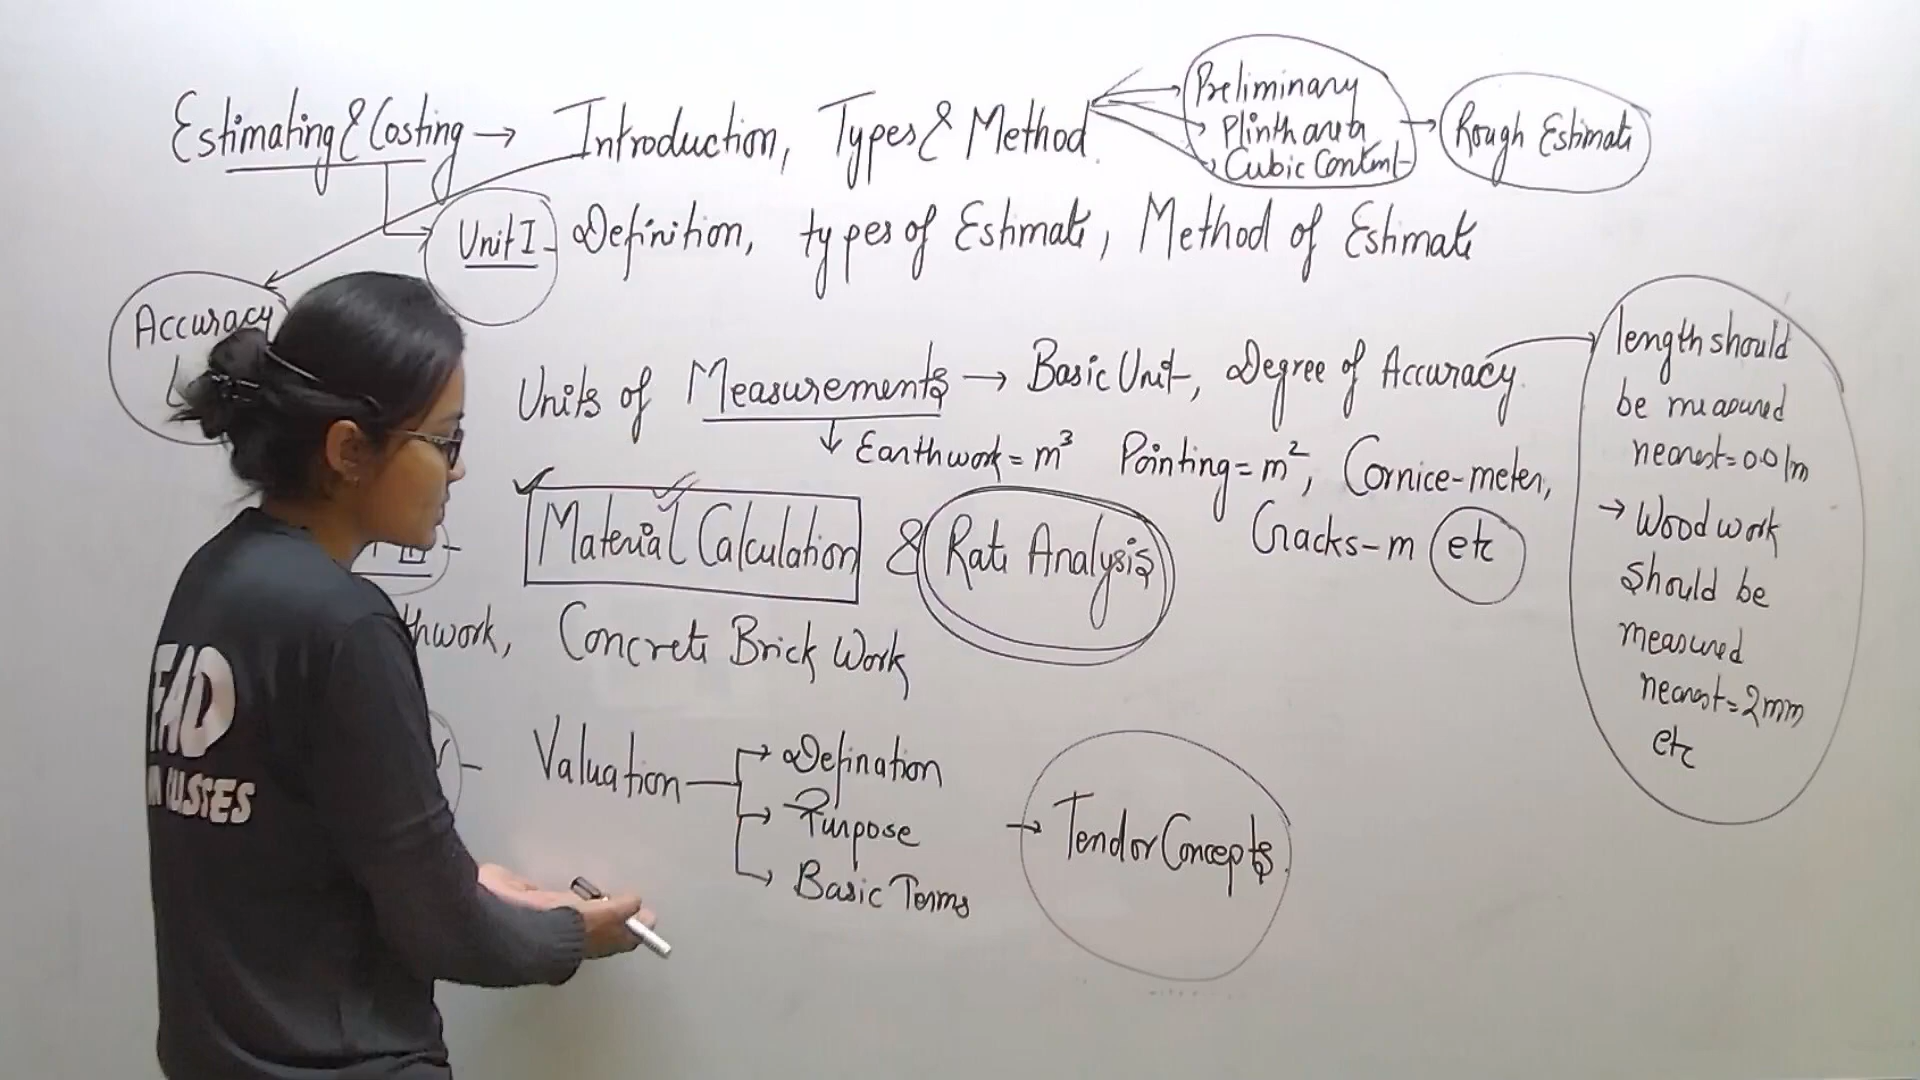 Estimating & Costing → Introduction, Types & Method.
Preliminary
Plinth area
Cubic Content
→ Rough Estimate
Unit I - Definition, types of Estimate, Method of Estimate
Accuracy
Units of Measurements → Basic Unit, Degree of Accuracy.
↓ Earthwork = m³ Pointing = m², Cornice - meter,
Cracks - m etc
length should
be measured
nearest = 0.01m
→ Wood work
should be
measured
nearest = 2mm
etc
- Material Calculation & Rate Analysis
thwork, Concrete Brick Work
- Valuation
→ Defination
→ Purpose
→ Basic Terms
→ Tendor Concepts.